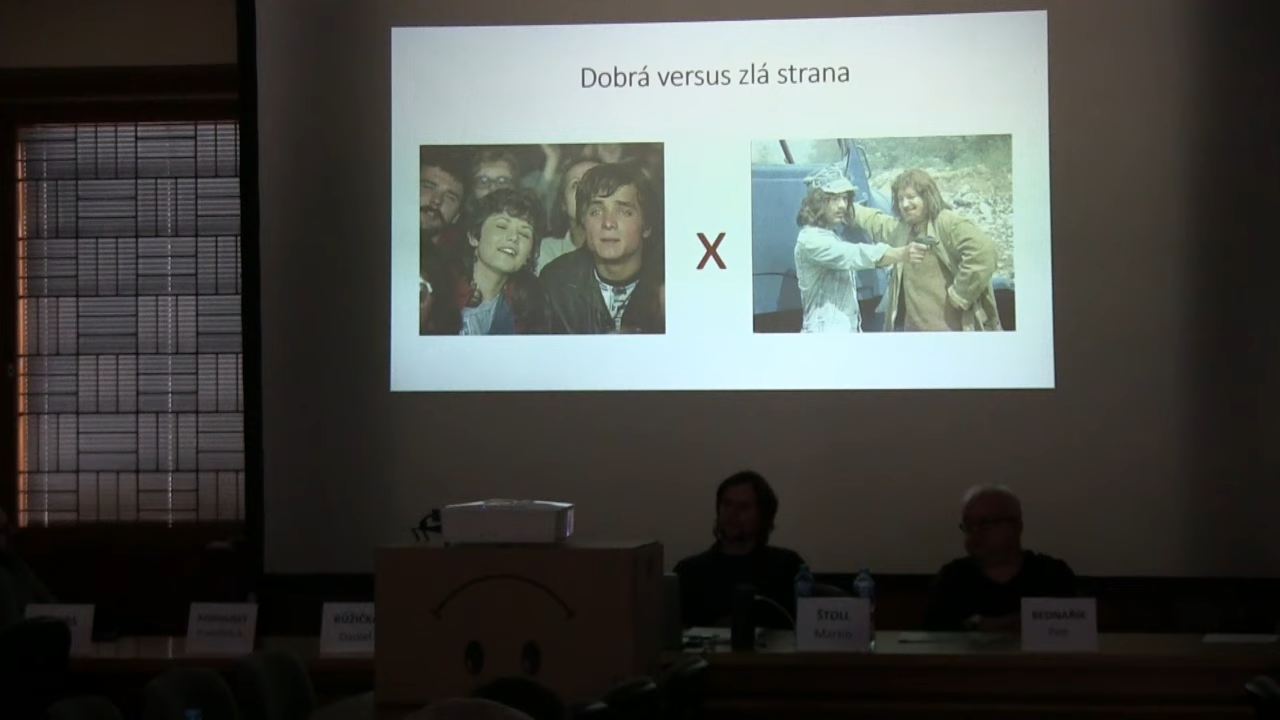 Dobrá versus zlá strana
X
RŮŽIČKA
Daniel
ŠTOLL
Martin
BEDNAŘÍK
Petr